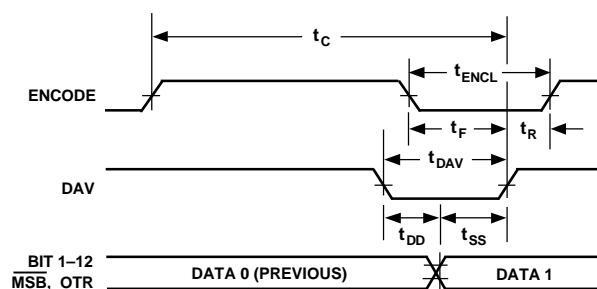 tC
tENCL
ENCODE
tF
tR
tDAV
DAV
tDD
tSS
BIT 1–12
MSB, OTR
DATA 0 (PREVIOUS)
DATA 1